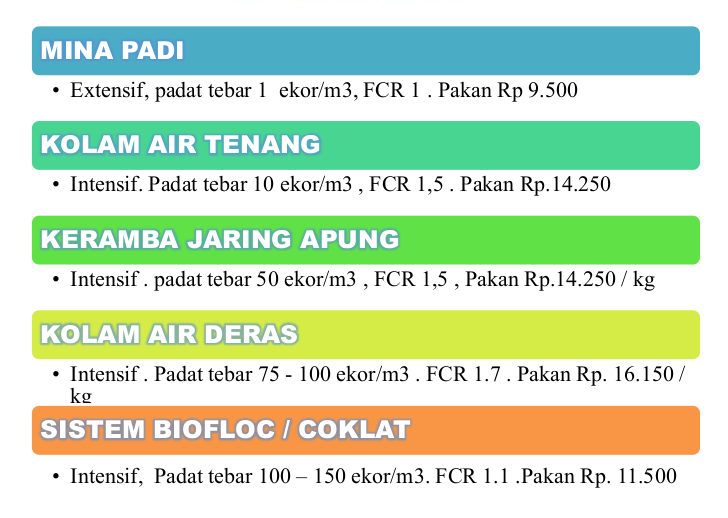 MINA PADI
• Extensif, padat tebar 1 ekor/m3, FCR 1 . Pakan Rp 9.500
KOLAM AIR TENANG
• Intensif. Padat tebar 10 ekor/m3 , FCR 1,5 . Pakan Rp.14.250
KERAMBA JARING APUNG
• Intensif . padat tebar 50 ekor/m3 , FCR 1,5 , Pakan Rp.14.250 / kg
KOLAM AIR DERAS
• Intensif . Padat tebar 75 - 100 ekor/m3 . FCR 1.7 . Pakan Rp. 16.150 /
kg
SISTEM BIOFLOC / COKLAT
• Intensif, Padat tebar 100 – 150 ekor/m3. FCR 1.1 .Pakan Rp. 11.500